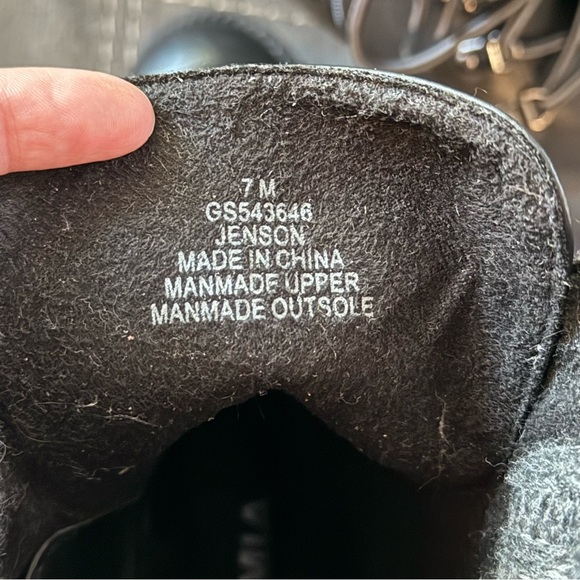 7 M
GS543646
JENSON
MADE IN CHINA
MANMADE UPPER
MANMADE OUTSOLE